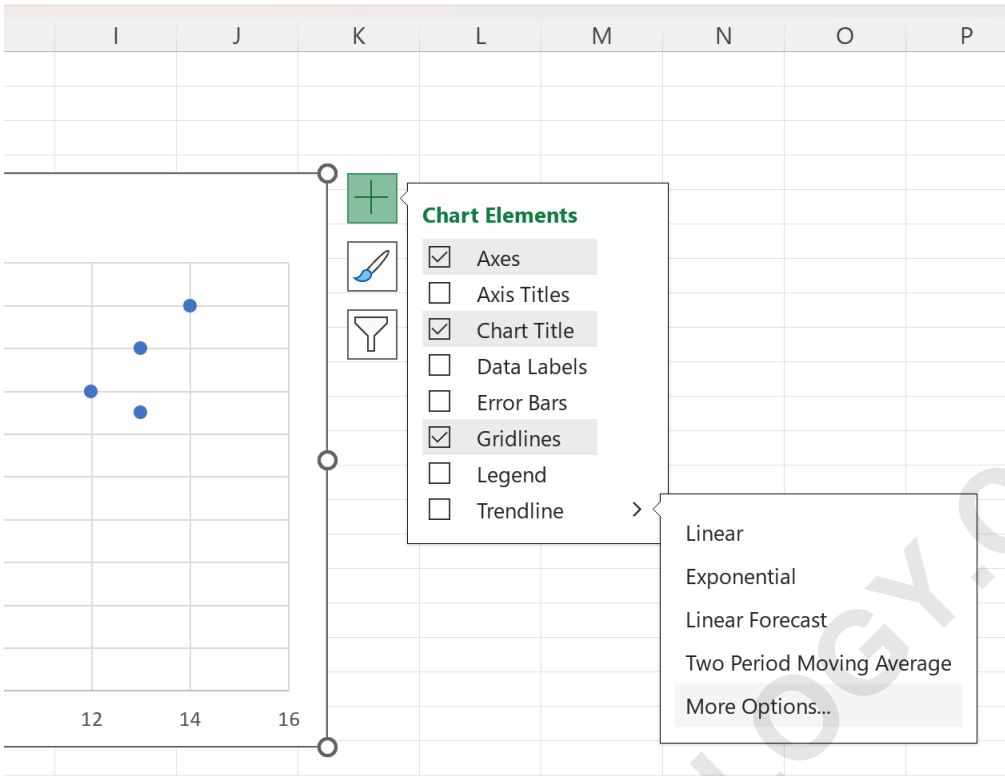 I J K L M N O P
Chart Elements
Axes
Axis Titles
Chart Title
Data Labels
Error Bars
Gridlines
Legend
Trendline
Linear
Exponential
Linear Forecast
Two Period Moving Average
More Options...
12 14 16
LOGY.C